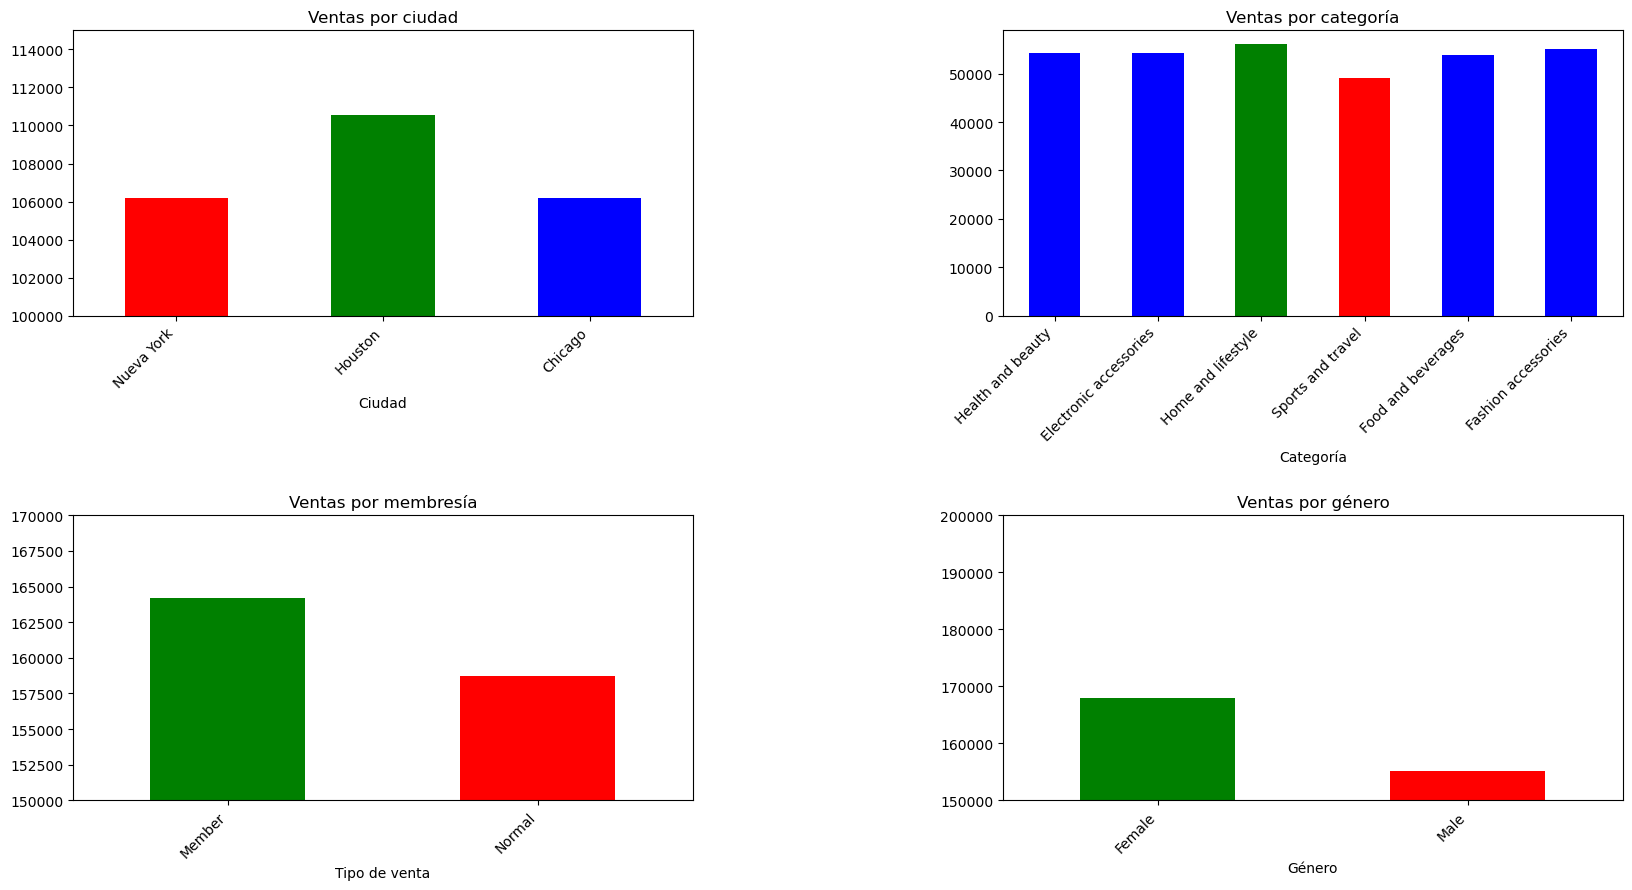 Ventas por ciudad
114000
112000
110000
108000
106000
104000
102000
100000
Nueva York
Houston
Chicago
Ciudad
Ventas por categoría
50000
40000
30000
20000
10000
0
Health and beauty
Electronic accessories
Home and lifestyle
Sports and travel
Food and beverages
Fashion accessories
Categoría
Ventas por membresía
170000
167500
165000
162500
160000
157500
155000
152500
150000
Member
Normal
Tipo de venta
Ventas por género
200000
190000
180000
170000
160000
150000
Female
Male
Género